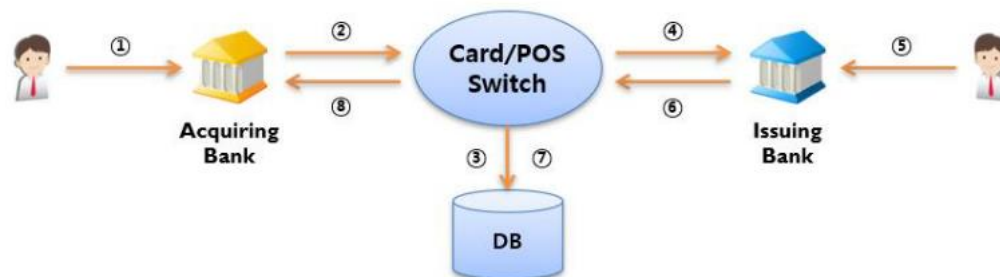 ① ② ④ ⑤
Card/POS
Switch
⑧ ⑥
Acquiring
Bank
Issuing
Bank
③ ⑦
DB